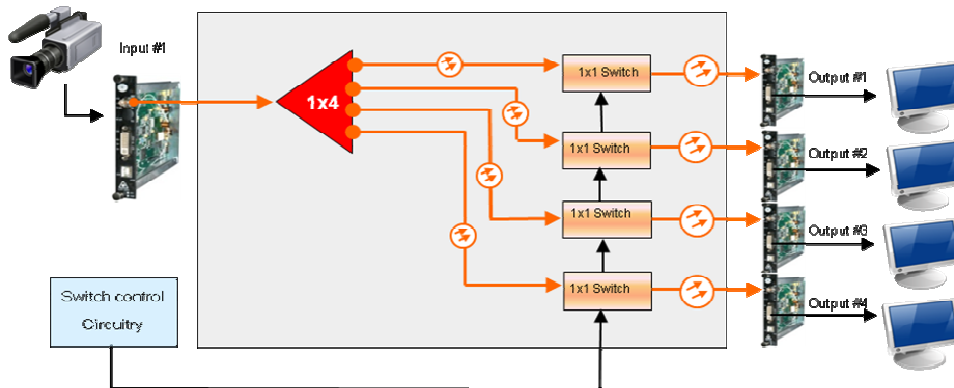 Input #1
1x4
1x1 Switch
Output #1
1x1 Switch
Output #2
1x1 Switch
Output #3
1x1 Switch
Output #4
Switch control
Circuitry